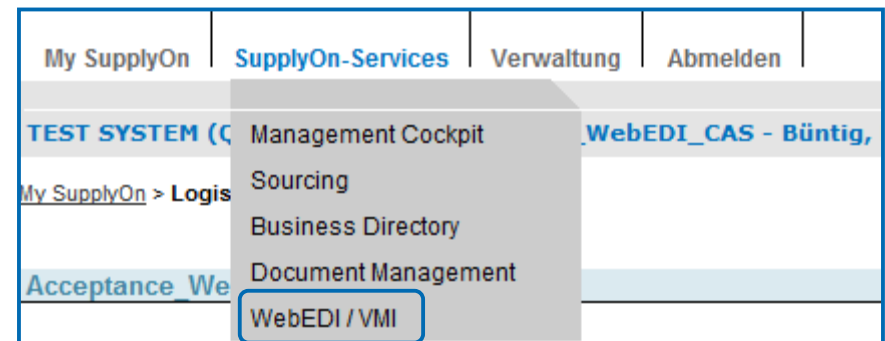 My SupplyOn SupplyOn-Services Verwaltung Abmelden
TEST SYSTEM (Q _WebEDI_CAS - Büntig,
Management Cockpit
My SupplyOn > Logis
Sourcing
Business Directory
Acceptance_We
Document Management
WebEDI / VMI